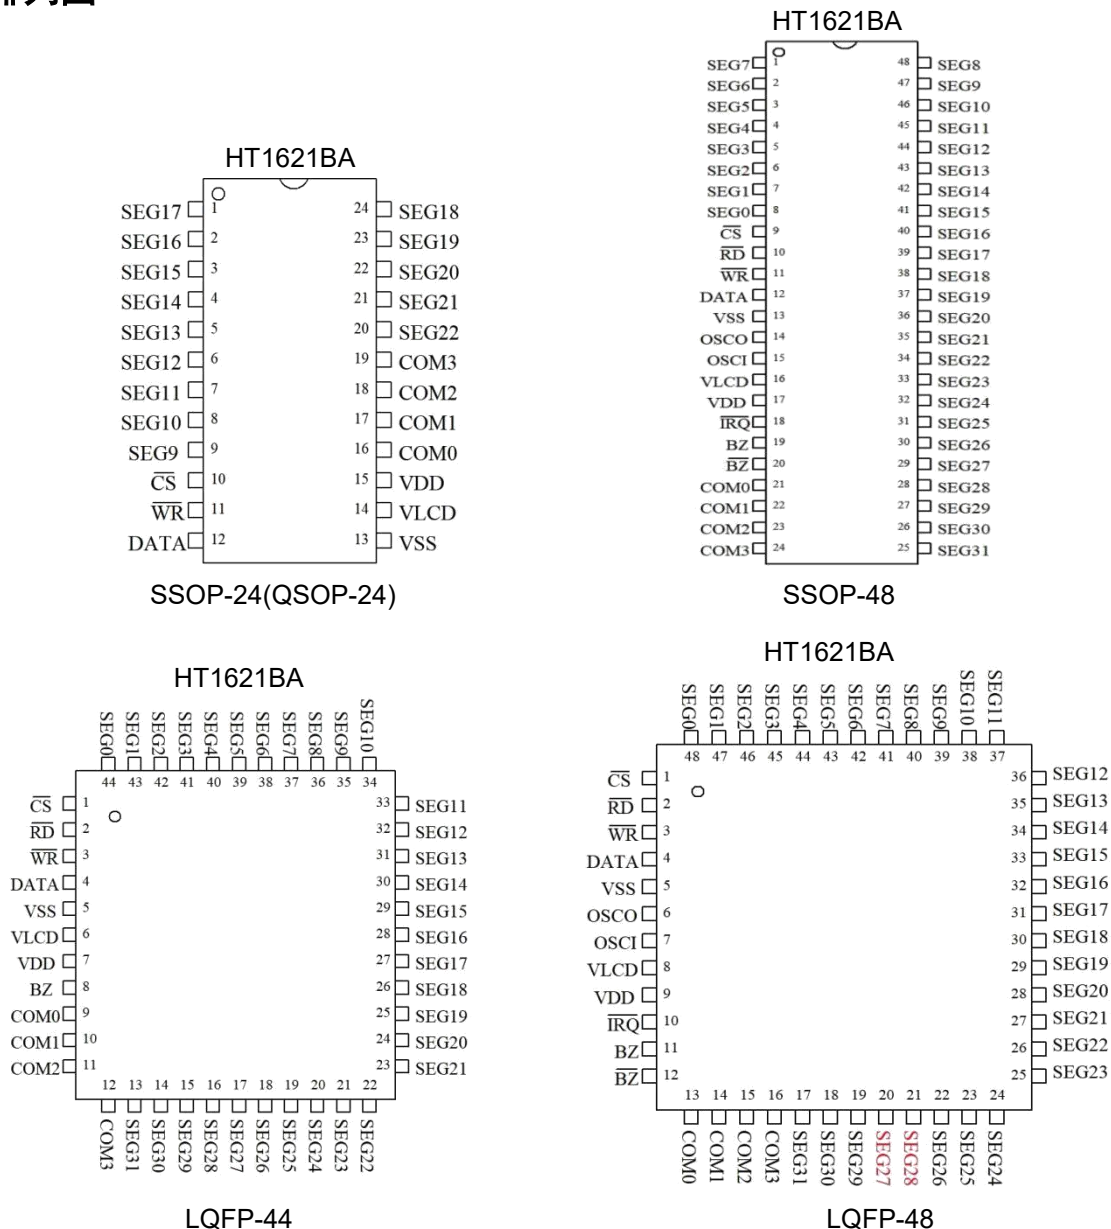 HT1621BA
SEG17 1 24 SEG18
SEG16 2 23 SEG19
SEG15 3 22 SEG20
SEG14 4 21 SEG21
SEG13 5 20 SEG22
SEG12 6 19 COM3
SEG11 7 18 COM2
SEG10 8 17 COM1
SEG9 9 16 COM0
CS 10 15 VDD
WR 11 14 VLCD
DATA 12 13 VSS
SSOP-24(QSOP-24)
HT1621BA
SEG7 1 48 SEG8
SEG6 2 47 SEG9
SEG5 3 46 SEG10
SEG4 4 45 SEG11
SEG3 5 44 SEG12
SEG2 6 43 SEG13
SEG1 7 42 SEG14
SEG0 8 41 SEG15
CS 9 40 SEG16
RD 10 39 SEG17
WR 11 38 SEG18
DATA 12 37 SEG19
VSS 13 36 SEG20
OSCO 14 35 SEG21
OSCI 15 34 SEG22
VLCD 16 33 SEG23
VDD 17 32 SEG24
IRQ 18 31 SEG25
BZ 19 30 SEG26
BZ 20 29 SEG27
COM0 21 28 SEG28
COM1 22 27 SEG29
COM2 23 26 SEG30
COM3 24 25 SEG31
SSOP-48
HT1621BA
SEG0 SEG1 SEG2 SEG3 SEG4 SEG5 SEG6 SEG7 SEG8 SEG9 SEG10
44 43 42 41 40 39 38 37 36 35 34
CS 1 33 SEG11
RD 2 32 SEG12
WR 3 31 SEG13
DATA 4 30 SEG14
VSS 5 29 SEG15
VLCD 6 28 SEG16
VDD 7 27 SEG17
BZ 8 26 SEG18
COM0 9 25 SEG19
COM1 10 24 SEG20
COM2 11 23 SEG21
12 13 14 15 16 17 18 19 20 21 22
COM3 SEG31 SEG30 SEG29 SEG28 SEG27 SEG26 SEG25 SEG24 SEG23 SEG22
LQFP-44
HT1621BA
SEG0 SEG1 SEG2 SEG3 SEG4 SEG5 SEG6 SEG7 SEG8 SEG9 SEG10 SEG11
48 47 46 45 44 43 42 41 40 39 38 37
CS 1 36 SEG12
RD 2 35 SEG13
WR 3 34 SEG14
DATA 4 33 SEG15
VSS 5 32 SEG16
OSCO 6 31 SEG17
OSCI 7 30 SEG18
VLCD 8 29 SEG19
VDD 9 28 SEG20
IRQ 10 27 SEG21
BZ 11 26 SEG22
BZ 12 25 SEG23
13 14 15 16 17 18 19 20 21 22 23 24
COM0 COM1 COM2 COM3 SEG31 SEG30 SEG29 SEG27 SEG28 SEG26 SEG25 SEG24
LQFP-48